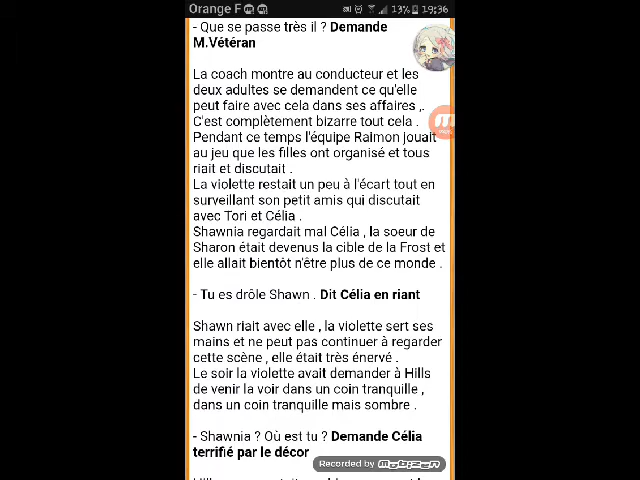 Orange F 13% 19:36
- Que se passe très il ? Demande
M.Vétéran
La coach montre au conducteur et les
deux adultes se demandent ce qu'elle
peut faire avec cela dans ses affaires ,.
C'est complètement bizarre tout cela .
Pendant ce temps l'équipe Raimon jouait
au jeu que les filles ont organisé et tous
riait et discutait .
La violette restait un peu à l'écart tout en
surveillant son petit amis qui discutait
avec Tori et Célia .
Shawnia regardait mal Célia , la soeur de
Sharon était devenus la cible de la Frost et
elle allait bientôt n'être plus de ce monde .
- Tu es drôle Shawn . Dit Célia en riant
Shawn riait avec elle , la violette sert ses
mains et ne peut pas continuer à regarder
cette scène , elle était très énervé .
Le soir la violette avait demander à Hills
de venir la voir dans un coin tranquille ,
dans un coin tranquille mais sombre .
- Shawnia ? Où est tu ? Demande Célia
terrifié par le décor
Recorded by mobizen